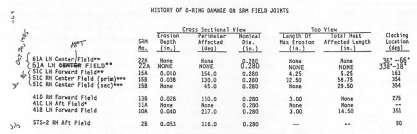 HISTORY OF O-RING DAMAGE ON SRM FIELD JOINTS
Cross Sectional View Top View
SRM No. Erosion Depth (in) Perimeter Affected (deg) Nominal Dia. (in) Length Of Max Erosion (in) Total Heat Affected Length (in) Clocking Location (deg)
61A LH Center Field** 22A None None 0.280 None None 36°--66°
61A LH CENTER FIELD** 22A NONE NONE 0.280 NONE NONE 338°-18°
51C LH Forward Field** 15A 0.010 154.0 0.280 4.25 5.25 163
51C RH Center Field (prim)*** 15B 0.038 130.0 0.280 12.50 58.75 354
51C RH Center Field (sec)*** 15B None 45.0 0.280 None 29.50 354
41D RH Forward Field 13B 0.028 110.0 0.280 3.00 None 275
41C LH Aft Field* 11A None None 0.280 None None --
41B LH Forward Field 10A 0.040 217.0 0.280 3.00 14.50 351
STS-2 RH Aft Field 2B 0.053 116.0 0.280 -- -- 90